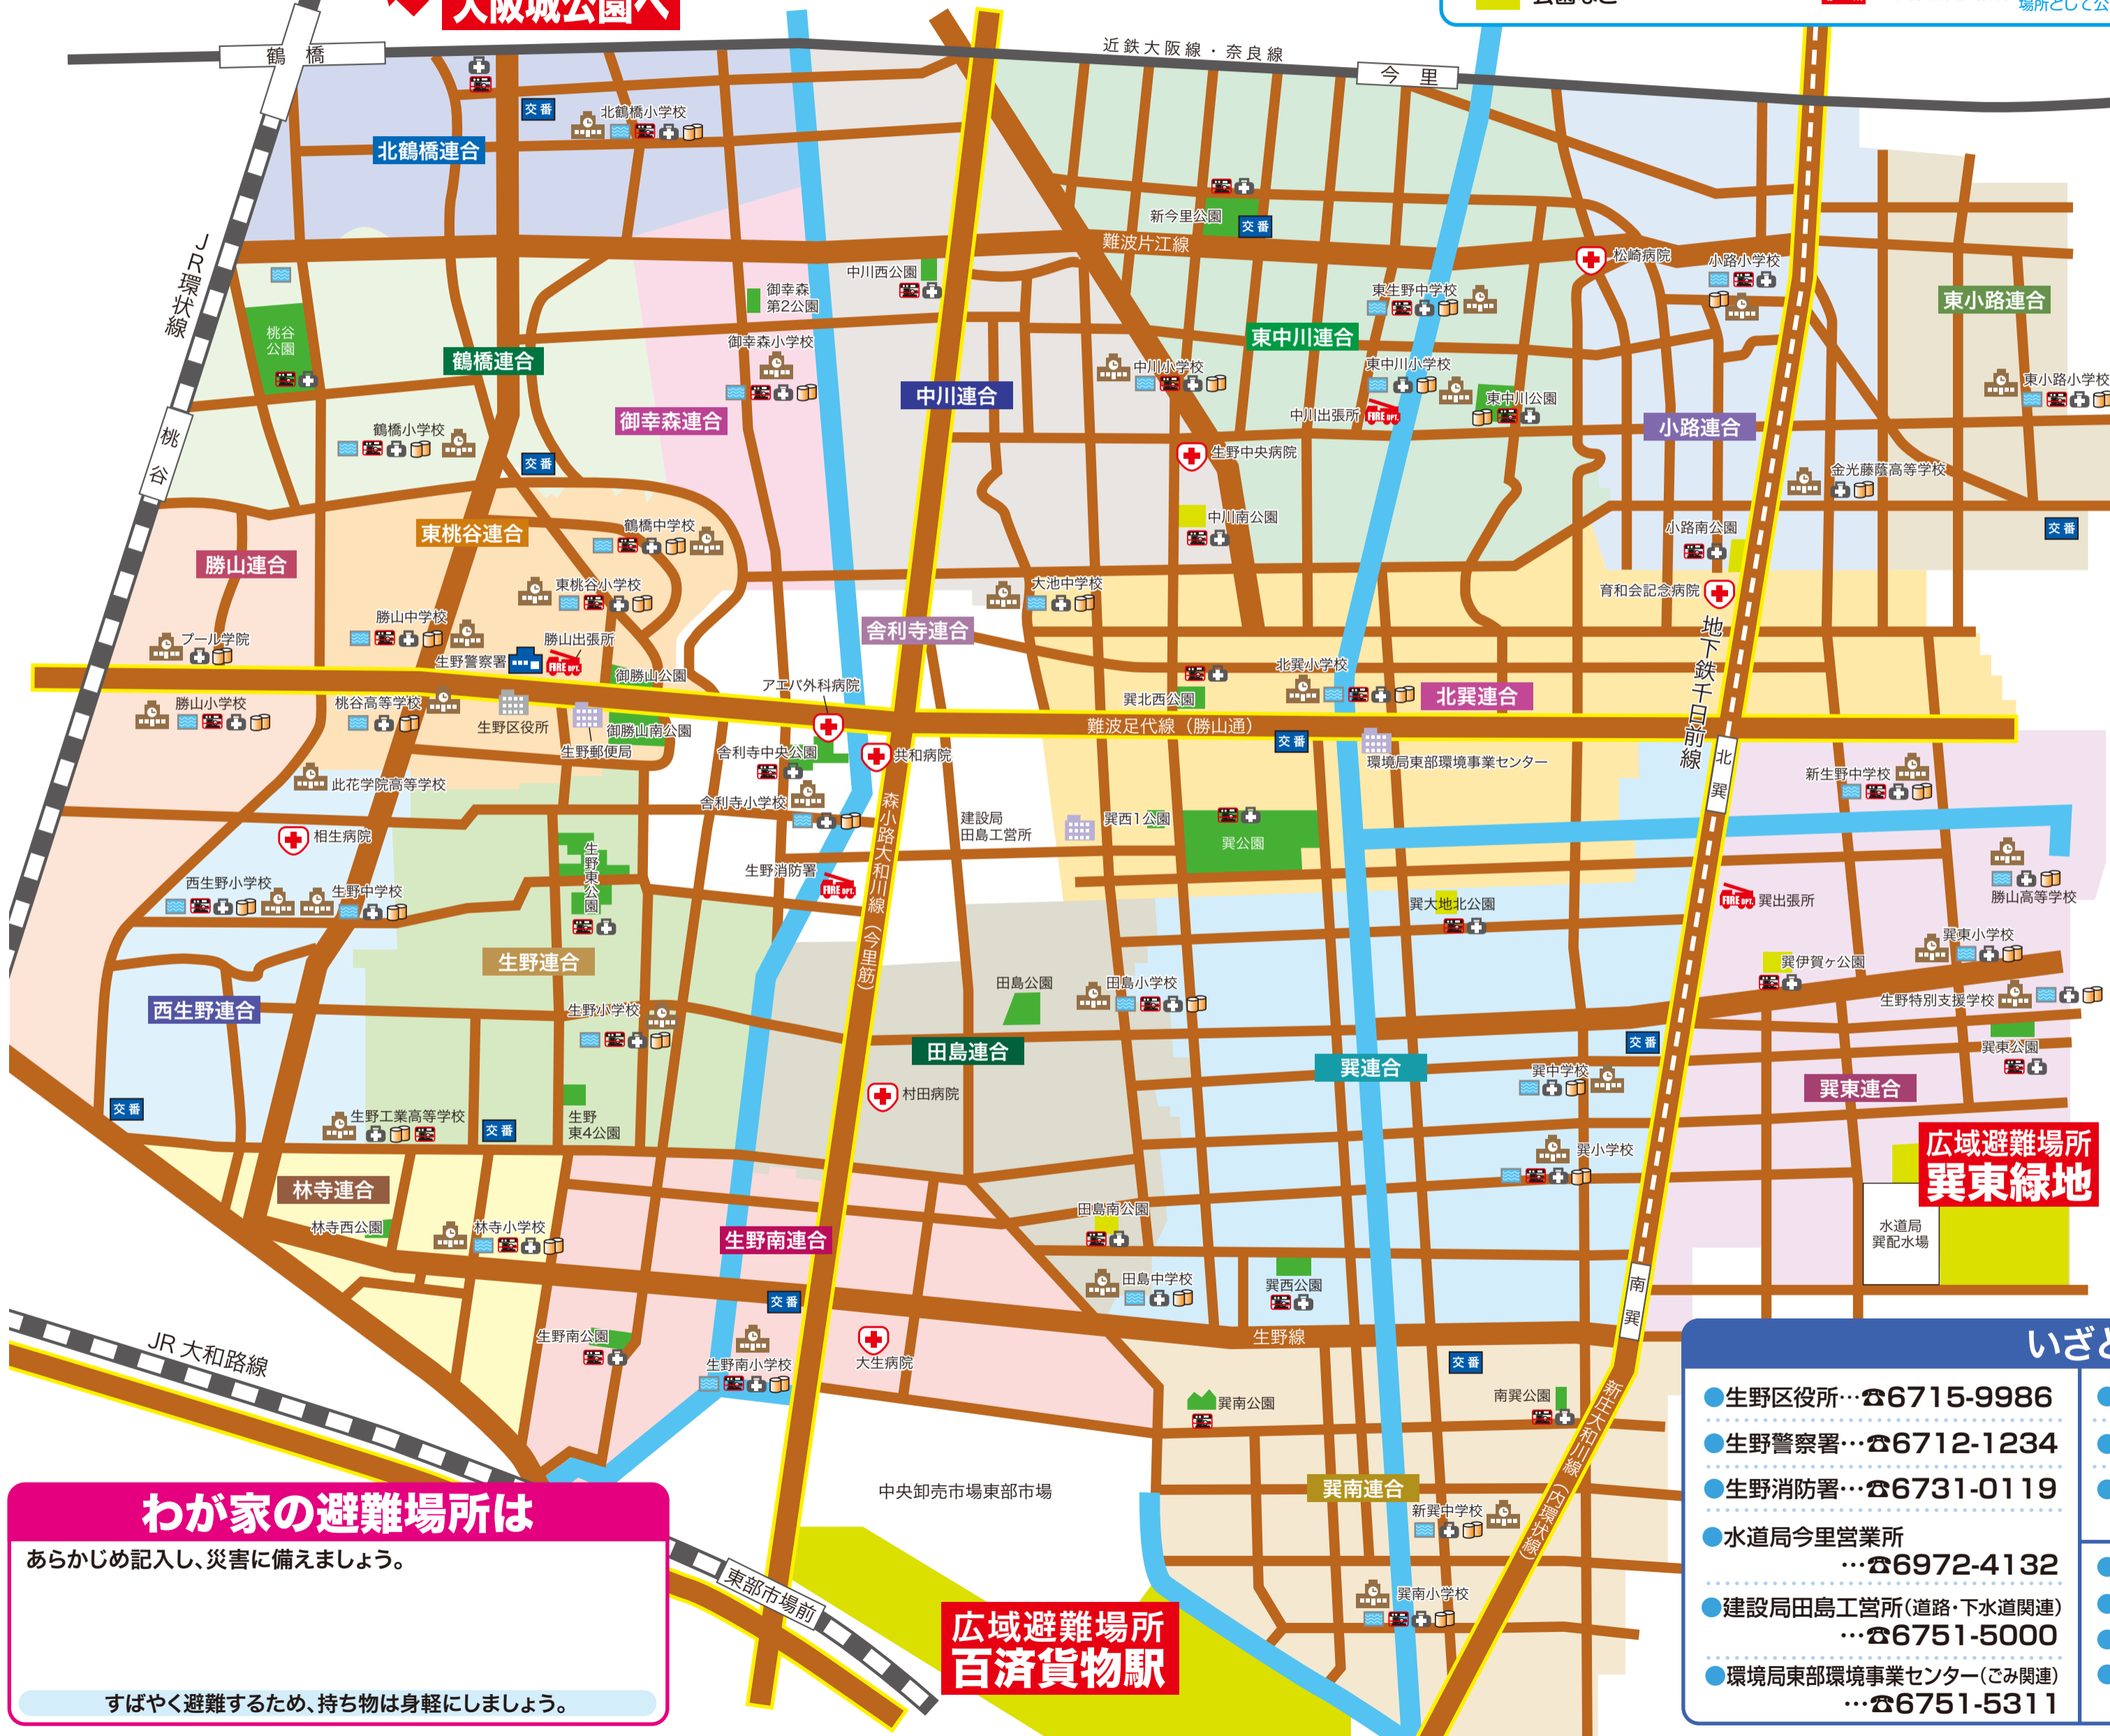 大阪城公園へ
公園など
場所として公
鶴橋
近鉄大阪線・奈良線
今里
交番
北鶴橋小学校
北鶴橋連合
JR環状線
新今里公園
交番
難波片江線
松崎病院
小路小学校
中川西公園
御幸森
第2公園
東生野中学校
東小路連合
桃谷
公園
鶴橋連合
御幸森小学校
東中川連合
中川小学校
東中川小学校
東小路小学校
中川連合
御幸森連合
中川出張所
FIRE DPT.
東中川公園
小路連合
桃谷
鶴橋小学校
交番
生野中央病院
金光藤蔭高等学校
東桃谷連合
鶴橋中学校
中川南公園
小路南公園
交番
勝山連合
東桃谷小学校
大池中学校
育和会記念病院
勝山中学校
舎利寺連合
地下鉄千日前線
プール学院
生野警察署
勝山出張所
FIRE DPT.
御勝山公園
アエバ外科病院
北巽小学校
巽北西公園
北巽連合
勝山小学校
桃谷高等学校
生野区役所
生野郵便局
御勝山南公園
難波足代線（勝山通）
交番
舎利寺中央公園
共和病院
環境局東部環境事業センター
北巽
新生野中学校
此花学院高等学校
舎利寺小学校
森小路大和川線（今里筋）
建設局
田島工営所
巽西1公園
巽公園
相生病院
生野東公園
生野消防署
FIRE DPT.
西生野小学校
生野中学校
巽大地北公園
FIRE DPT.
巽出張所
勝山高等学校
巽東小学校
生野連合
巽伊賀ヶ公園
西生野連合
生野小学校
田島公園
田島小学校
生野特別支援学校
田島連合
交番
巽東公園
巽連合
巽中学校
巽東連合
村田病院
交番
生野工業高等学校
交番
生野
東4公園
巽小学校
広域避難場所
巽東緑地
林寺連合
林寺西公園
林寺小学校
生野南連合
田島南公園
水道局
巽配水場
田島中学校
巽西公園
南巽
交番
生野線
JR大和路線
生野南公園
生野南小学校
大生病院
交番
巽南公園
南巽公園
新庄大和川線（内環状線）
中央卸売市場東部市場
巽南連合
新巽中学校
巽南小学校
東部市場前
広域避難場所
百済貨物駅
わが家の避難場所は
あらかじめ記入し、災害に備えましょう。
すばやく避難するため、持ち物は身軽にしましょう。
いざと
●生野区役所…☎6715-9986
●生野警察署…☎6712-1234
●生野消防署…☎6731-0119
●水道局今里営業所
…☎6972-4132
●建設局田島工営所(道路・下水道関連)
…☎6751-5000
●環境局東部環境事業センター(ごみ関連)
…☎6751-5311